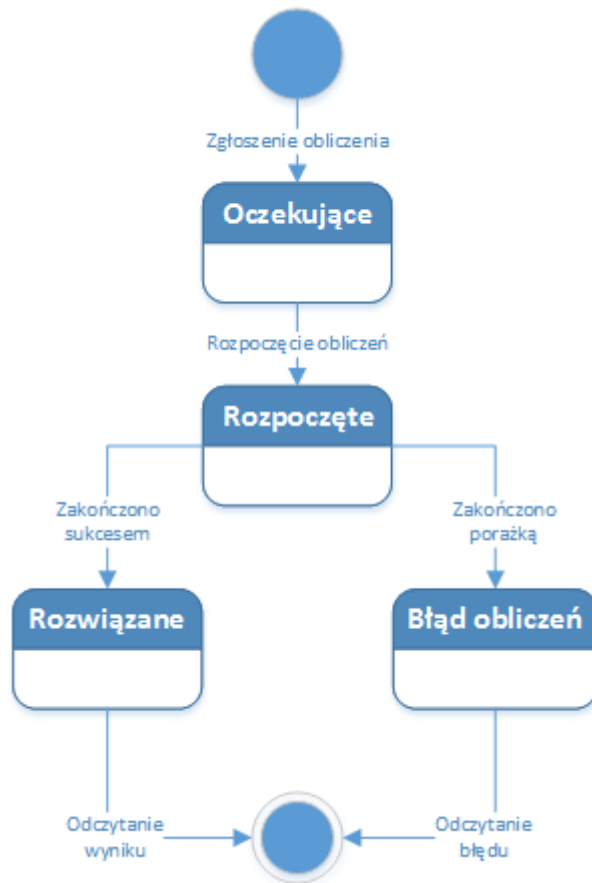 Zgłoszenie obliczenia
Oczekujące
Rozpoczęcie obliczeń
Rozpoczęte
Zakończono
sukcesem
Zakończono
porażką
Rozwiązane
Błąd obliczeń
Odczytanie
wyniku
Odczytanie
błędu